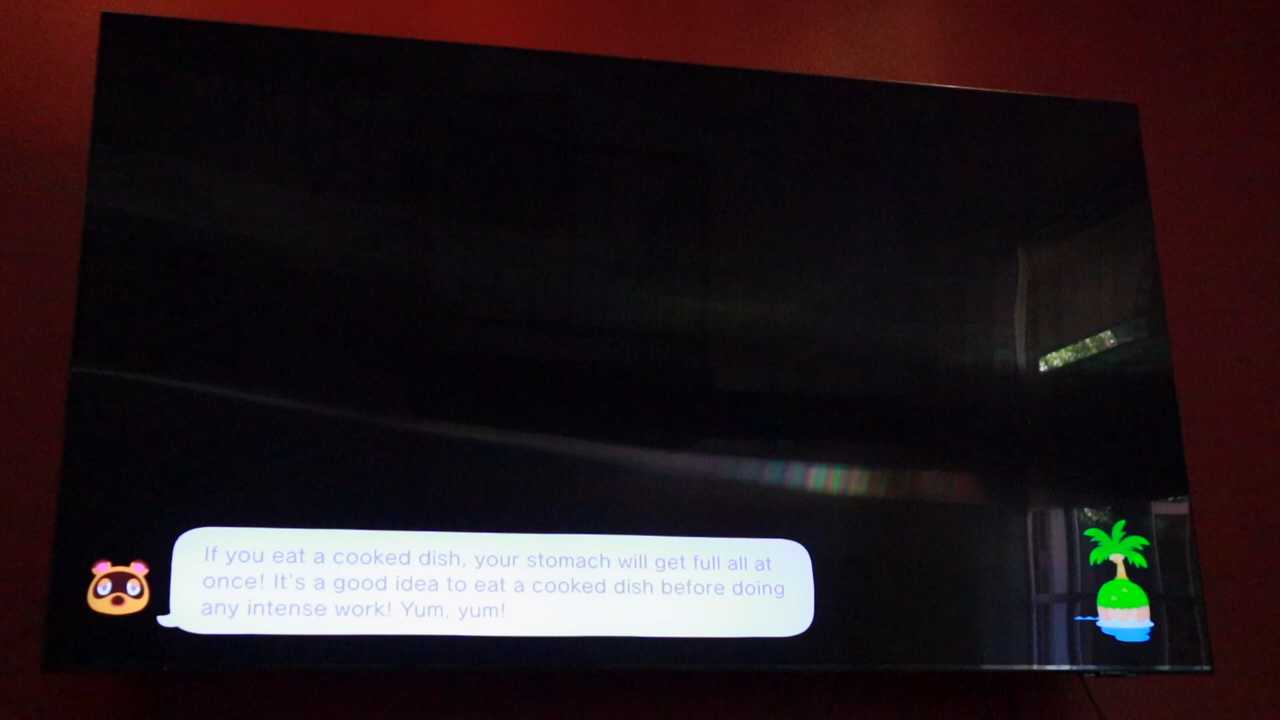 If you eat a cooked dish, your stomach will get full all at
once! It's a good idea to eat a cooked dish before doing
any intense work! Yum, yum!